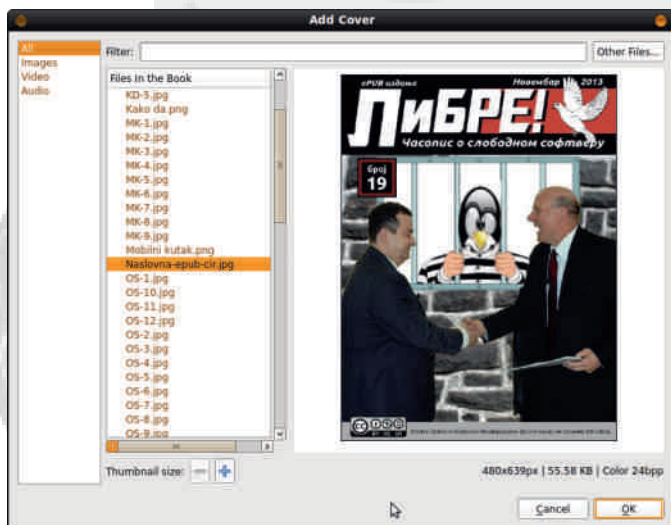 Add Cover
All
Images
Video
Audio
Filter:
Other Files...
Files In the Book
KD-5.jpg
Kako da.png
MK-1.jpg
MK-2.jpg
MK-3.jpg
MK-4.jpg
MK-5.jpg
MK-6.jpg
MK-7.jpg
MK-8.jpg
MK-9.jpg
Mobilni kutak.png
Naslovna-epub-cir.jpg
OS-1.jpg
OS-10.jpg
OS-11.jpg
OS-12.jpg
OS-2.jpg
OS-3.jpg
OS-4.jpg
OS-5.jpg
OS-6.jpg
OS-7.jpg
OS-8.jpg
OS-9.jpg
ePUB издање
Новембар 2013
ЛиБРЕ!
Часопис о слободном софтверу
Број
19
Thumbnail size:
480x639px | 55.58 KB | Color 24bpp
Cancel
OK